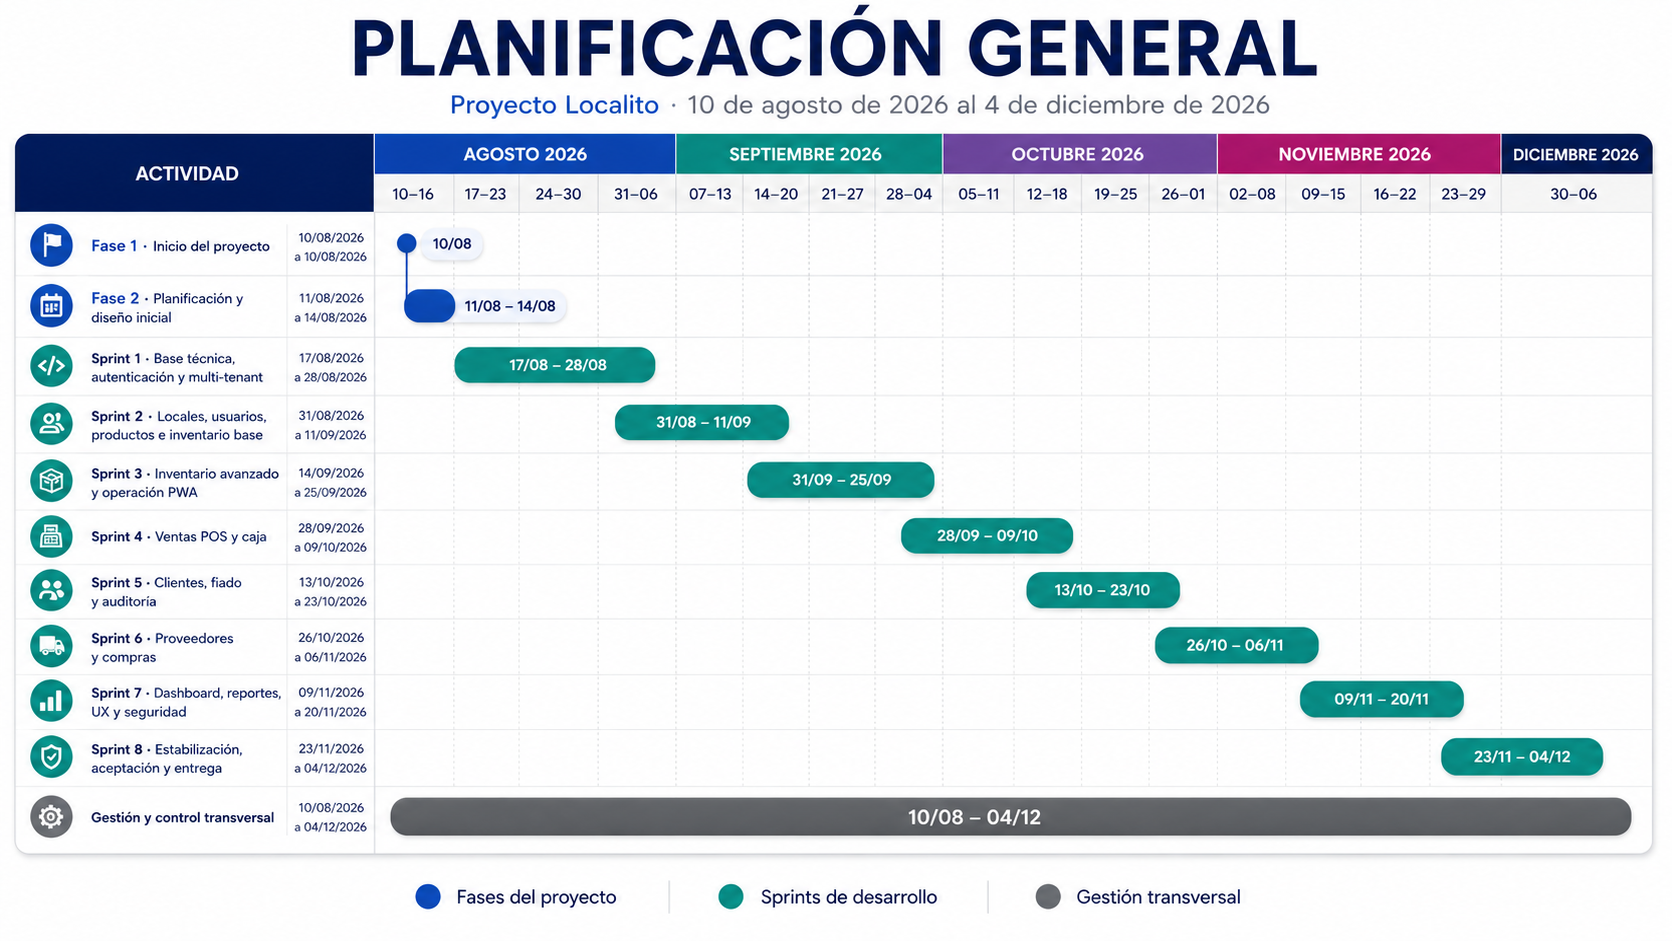 PLANIFICACIÓN GENERAL
Proyecto Localito · 10 de agosto de 2026 al 4 de diciembre de 2026
ACTIVIDAD
AGOSTO 2026
SEPTIEMBRE 2026
OCTUBRE 2026
NOVIEMBRE 2026
DICIEMBRE 2026
10–16
17–23
24–30
31–06
07–13
14–20
21–27
28–04
05–11
12–18
19–25
26–01
02–08
09–15
16–22
23–29
30–06
Fase 1 · Inicio del proyecto
10/08/2026
a 10/08/2026
10/08
Fase 2 · Planificación y
diseño inicial
11/08/2026
a 14/08/2026
11/08 – 14/08
Sprint 1 · Base técnica,
autenticación y multi-tenant
17/08/2026
a 28/08/2026
17/08 – 28/08
Sprint 2 · Locales, usuarios,
productos e inventario base
31/08/2026
a 11/09/2026
31/08 – 11/09
Sprint 3 · Inventario avanzado
y operación PWA
14/09/2026
a 25/09/2026
31/09 – 25/09
Sprint 4 · Ventas POS y caja
28/09/2026
a 09/10/2026
28/09 – 09/10
Sprint 5 · Clientes, fiado
y auditoría
13/10/2026
a 23/10/2026
13/10 – 23/10
Sprint 6 · Proveedores
y compras
26/10/2026
a 06/11/2026
26/10 – 06/11
Sprint 7 · Dashboard, reportes,
UX y seguridad
09/11/2026
a 20/11/2026
09/11 – 20/11
Sprint 8 · Estabilización,
aceptación y entrega
23/11/2026
a 04/12/2026
23/11 – 04/12
Gestión y control transversal
10/08/2026
a 04/12/2026
10/08 – 04/12
Fases del proyecto
Sprints de desarrollo
Gestión transversal